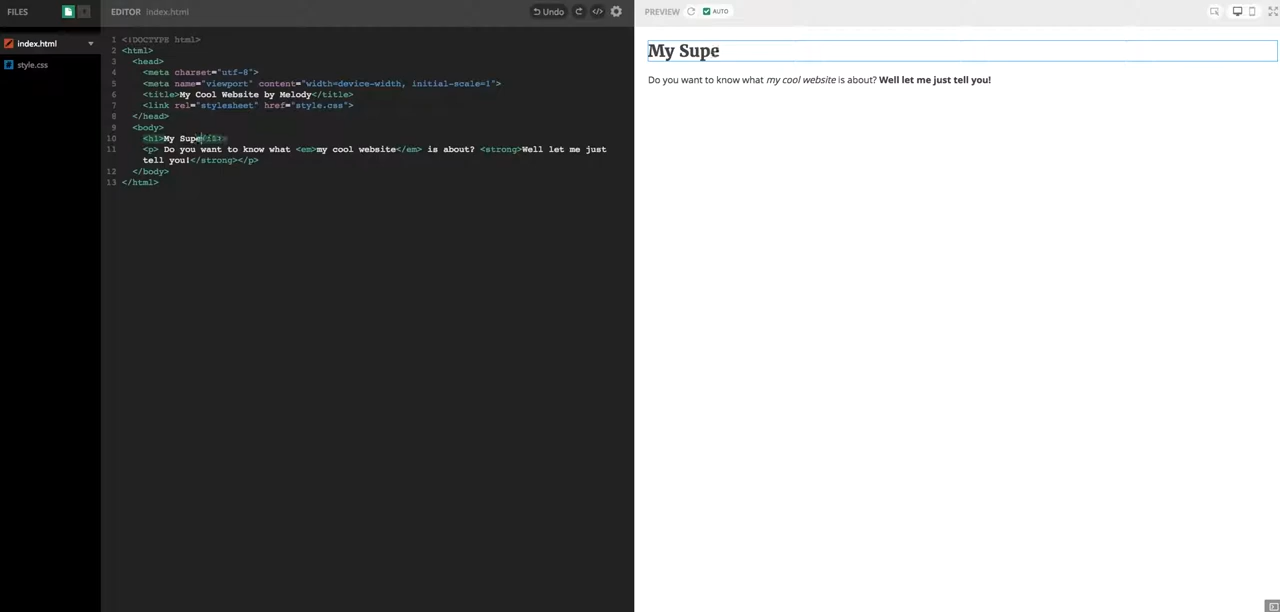 FILES
EDITOR index.html
Undo
</>
PREVIEW
AUTO
index.html
style.css
1 <!DOCTYPE html>
2 <html>
3 <head>
4 <meta charset="utf-8">
5 <meta name="viewport" content="width=device-width, initial-scale=1">
6 <title>My Cool Website by Melody</title>
7 <link rel="stylesheet" href="style.css">
8 </head>
9 <body>
10 <h1>My Supe</h1>
11 <p> Do you want to know what <em>my cool website</em> is about? <strong>Well let me just
tell you!</strong></p>
12 </body>
13 </html>
My Supe
Do you want to know what my cool website is about? Well let me just tell you!